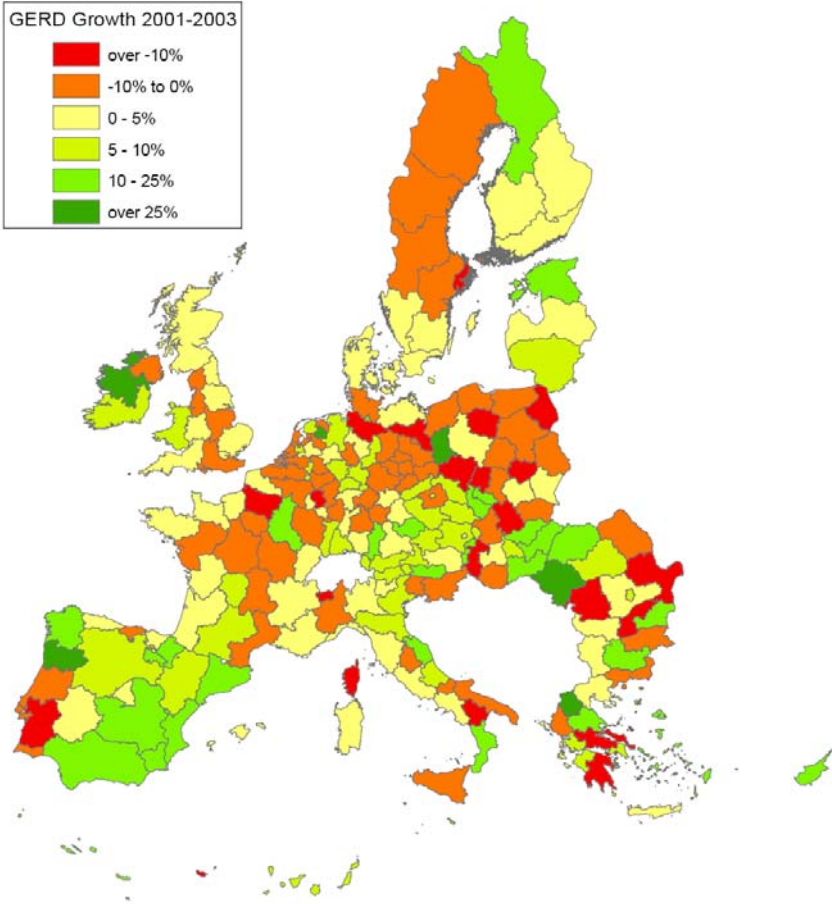 GERD Growth 2001-2003
over -10%
-10% to 0%
0 - 5%
5 - 10%
10 - 25%
over 25%